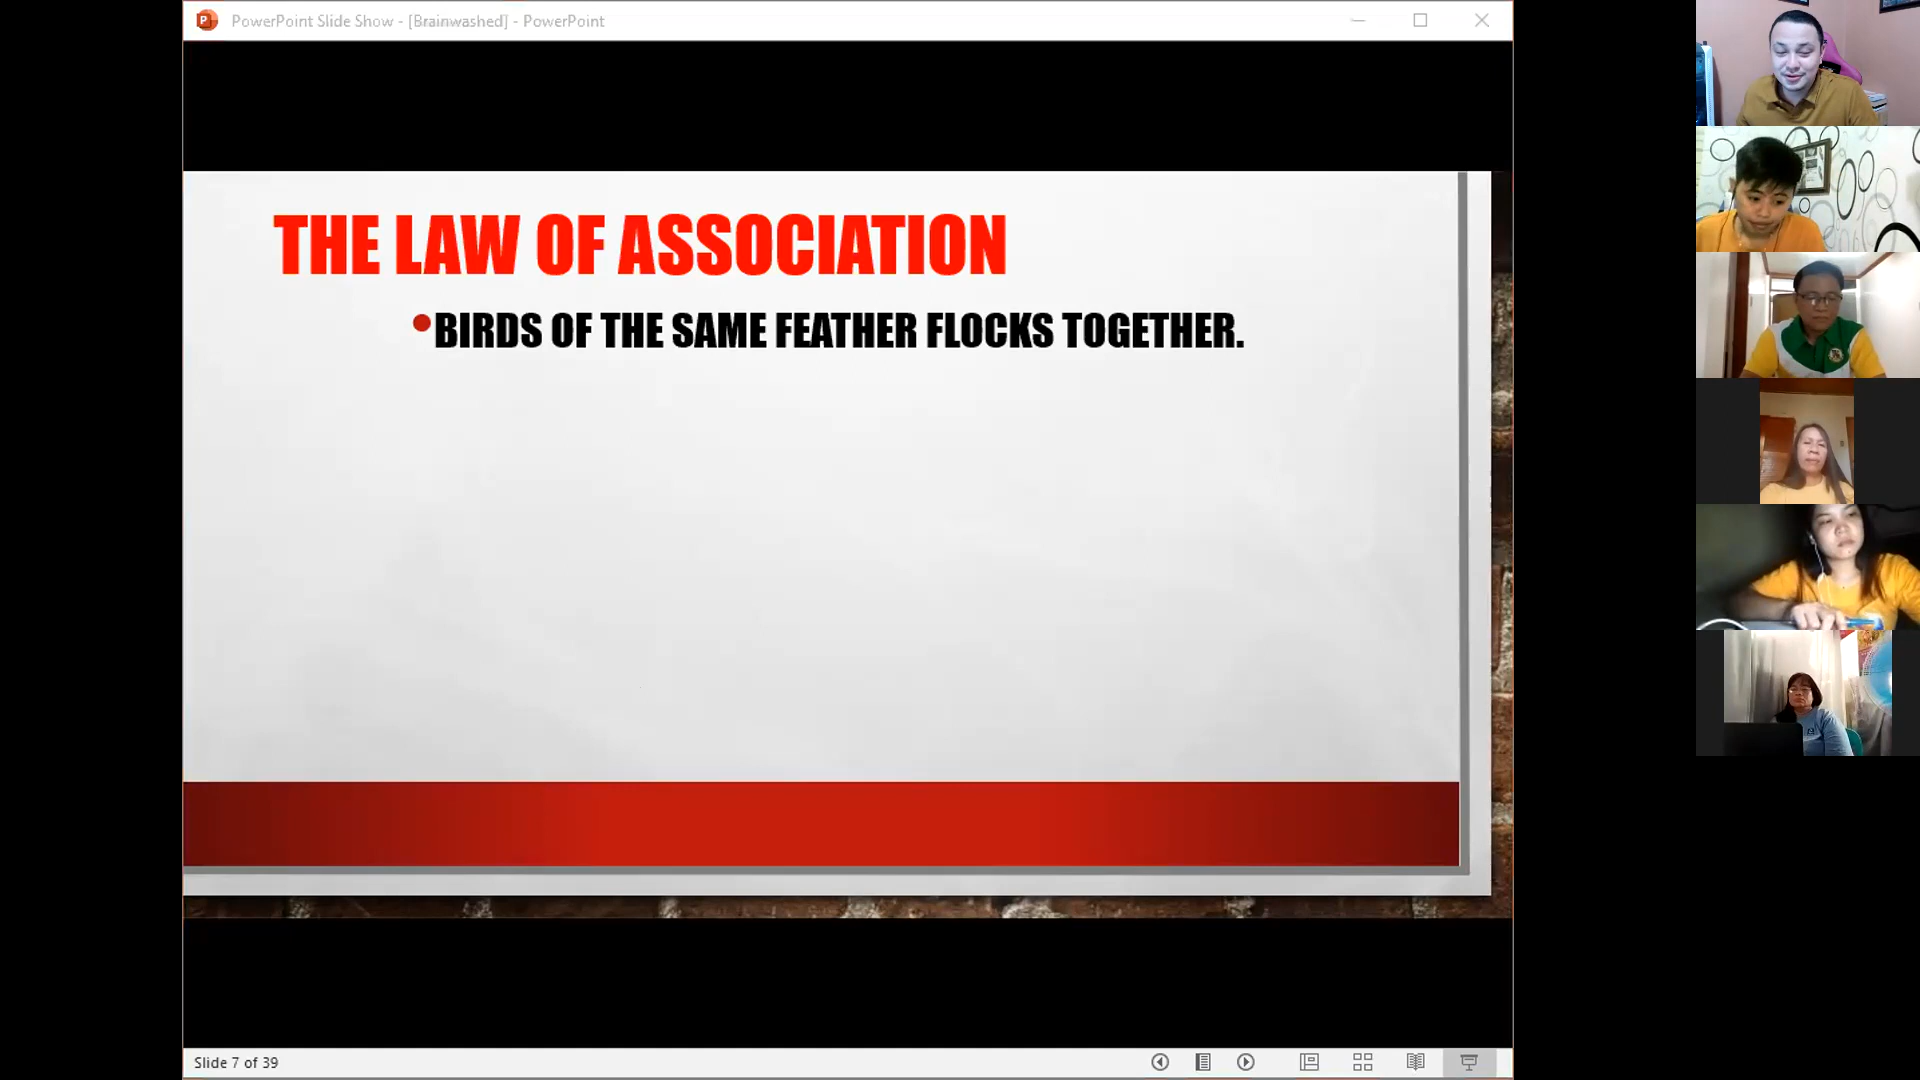 PowerPoint Slide Show - [Brainwashed] - PowerPoint
THE LAW OF ASSOCIATION
•BIRDS OF THE SAME FEATHER FLOCKS TOGETHER.
Slide 7 of 39